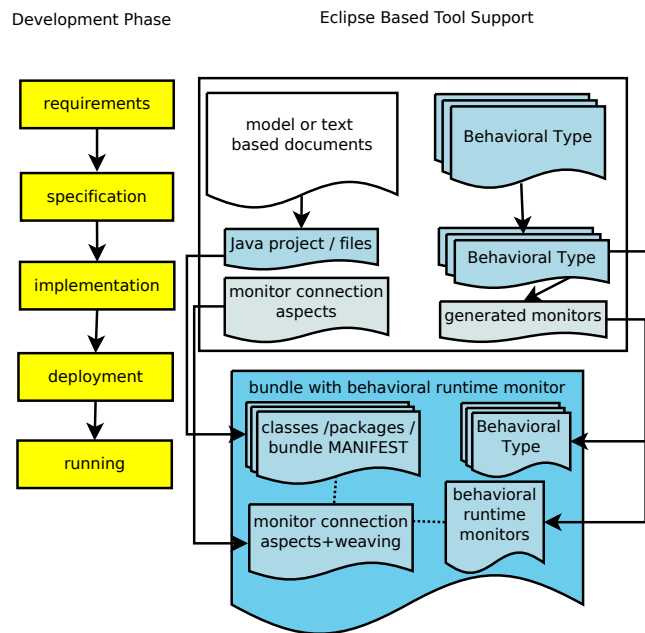 Development Phase
Eclipse Based Tool Support
requirements
specification
implementation
deployment
running
model or text
based documents
Behavioral Type
Java project / files
Behavioral Type
monitor connection
aspects
generated monitors
bundle with behavioral runtime monitor
classes /packages /
bundle MANIFEST
Behavioral
Type
monitor connection
aspects+weaving
behavioral
runtime
monitors